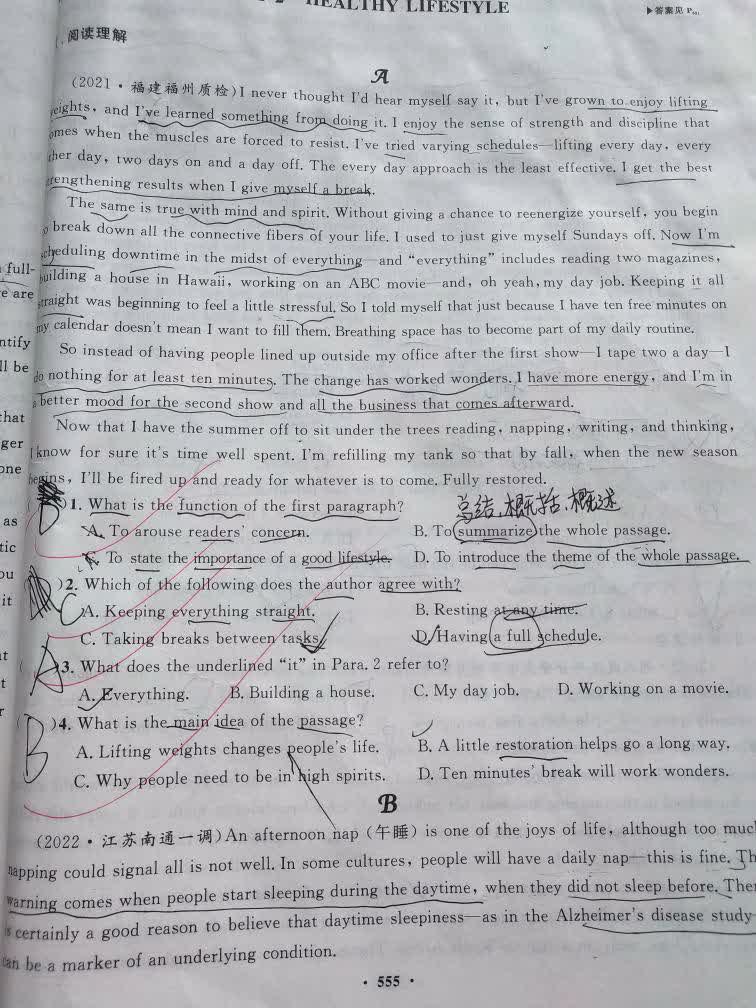 HEALTHY LIFESTYLE
▶答案见 P
阅读理解
A
(2021·福建福州质检)I never thought I'd hear myself say it, but I've grown to enjoy lifting
weights, and I've learned something from doing it. I enjoy the sense of strength and discipline that
omes when the muscles are forced to resist. I've tried varying schedules—lifting every day, every
ther day, two days on and a day off. The every day approach is the least effective. I get the best
trengthening results when I give myself a break.
The same is true with mind and spirit. Without giving a chance to reenergize yourself, you begin
o break down all the connective fibers of your life. I used to just give myself Sundays off. Now I'm
scheduling downtime in the midst of everything—and "everything" includes reading two magazines,
building a house in Hawaii, working on an ABC movie—and, oh yeah, my day job. Keeping it all
straight was beginning to feel a little stressful. So I told myself that just because I have ten free minutes on
my calendar doesn't mean I want to fill them. Breathing space has to become part of my daily routine.
So instead of having people lined up outside my office after the first show—I tape two a day—I
do nothing for at least ten minutes. The change has worked wonders. I have more energy, and I'm in
a better mood for the second show and all the business that comes afterward.
Now that I have the summer off to sit under the trees reading, napping, writing, and thinking,
I know for sure it's time well spent. I'm refilling my tank so that by fall, when the new season
begins, I'll be fired up and ready for whatever is to come. Fully restored.
总结、概括、概述
D )1. What is the function of the first paragraph?
A. To arouse readers' concern. B. To summarize the whole passage.
C. To state the importance of a good lifestyle. D. To introduce the theme of the whole passage.
C )2. Which of the following does the author agree with?
A. Keeping everything straight. B. Resting at any time.
C. Taking breaks between tasks. D. Having a full schedule.
A )3. What does the underlined "it" in Para. 2 refer to?
A. Everything. B. Building a house. C. My day job. D. Working on a movie.
B )4. What is the main idea of the passage?
A. Lifting weights changes people's life. B. A little restoration helps go a long way.
C. Why people need to be in high spirits. D. Ten minutes' break will work wonders.
B
(2022·江苏南通一调)An afternoon nap (午睡) is one of the joys of life, although too muc
napping could signal all is not well. In some cultures, people will have a daily nap—this is fine. Th
warning comes when people start sleeping during the daytime, when they did not sleep before. Ther
is certainly a good reason to believe that daytime sleepiness—as in the Alzheimer's disease study—
can be a marker of an underlying condition.
· 555 ·
full-
e are
ntify
ll be
that
ger
one
as
tic
ou
it
t
t
r